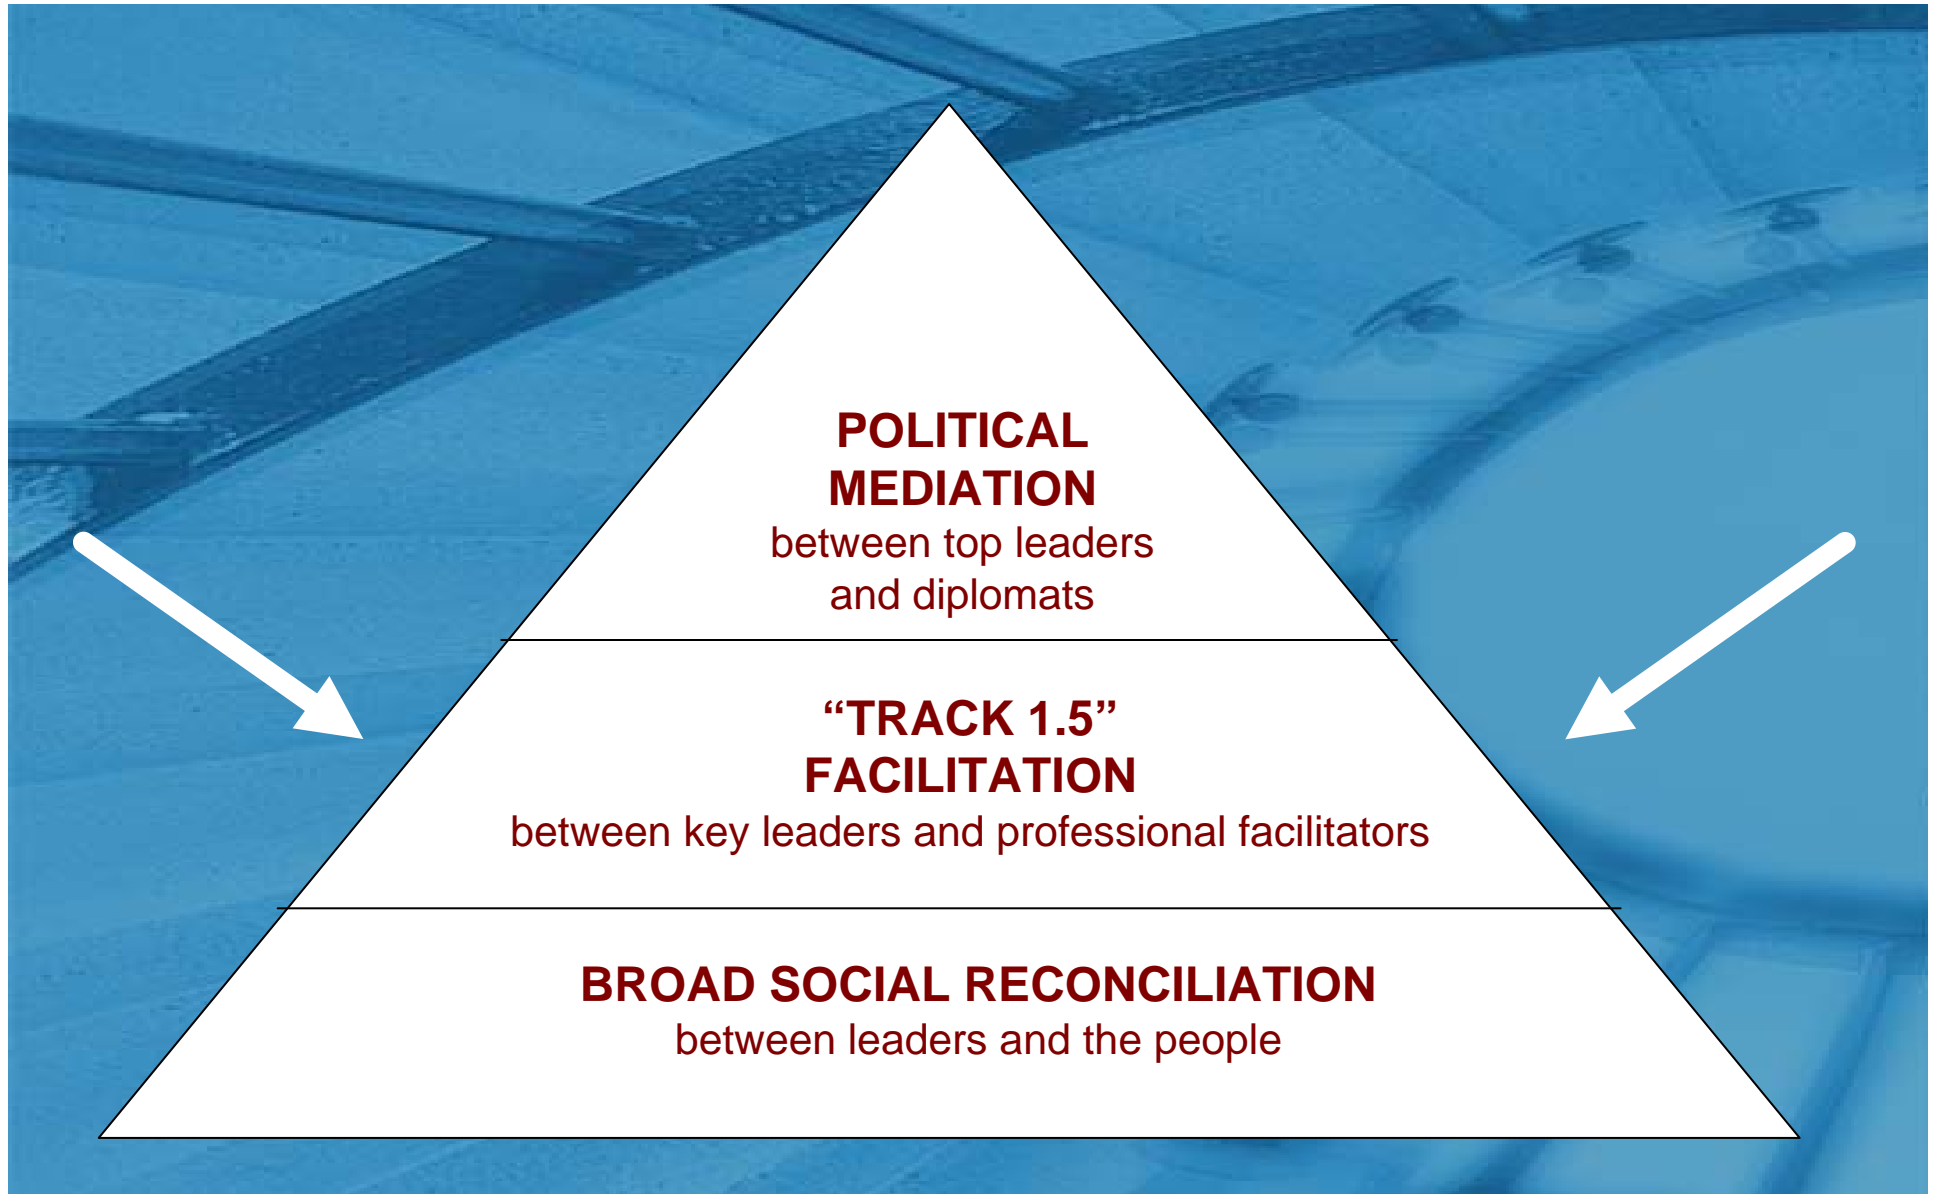 POLITICAL
MEDIATION
between top leaders
and diplomats
“TRACK 1.5”
FACILITATION
between key leaders and professional facilitators
BROAD SOCIAL RECONCILIATION
between leaders and the people